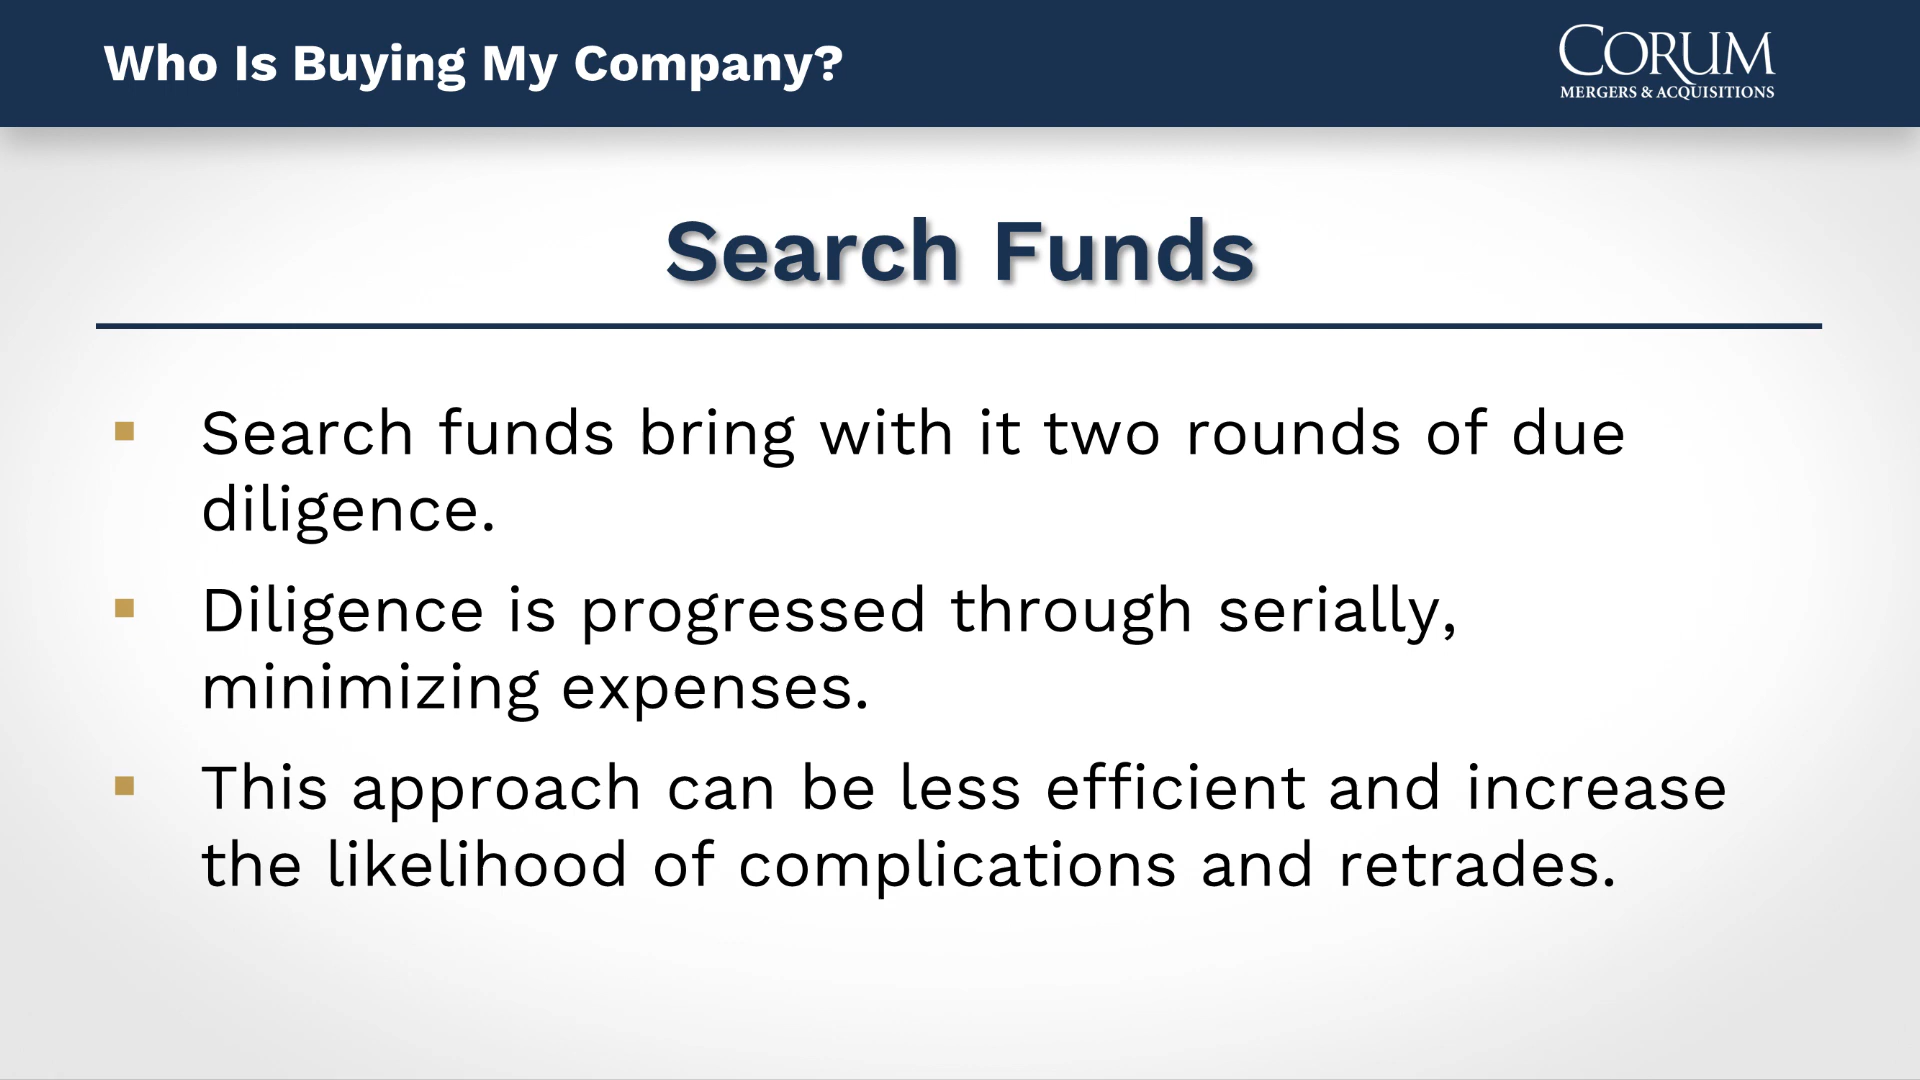 Who Is Buying My Company?
CORUM
MERGERS & ACQUISITIONS
Search Funds
Search funds bring with it two rounds of due
diligence.
Diligence is progressed through serially,
minimizing expenses.
This approach can be less efficient and increase
the likelihood of complications and retrades.